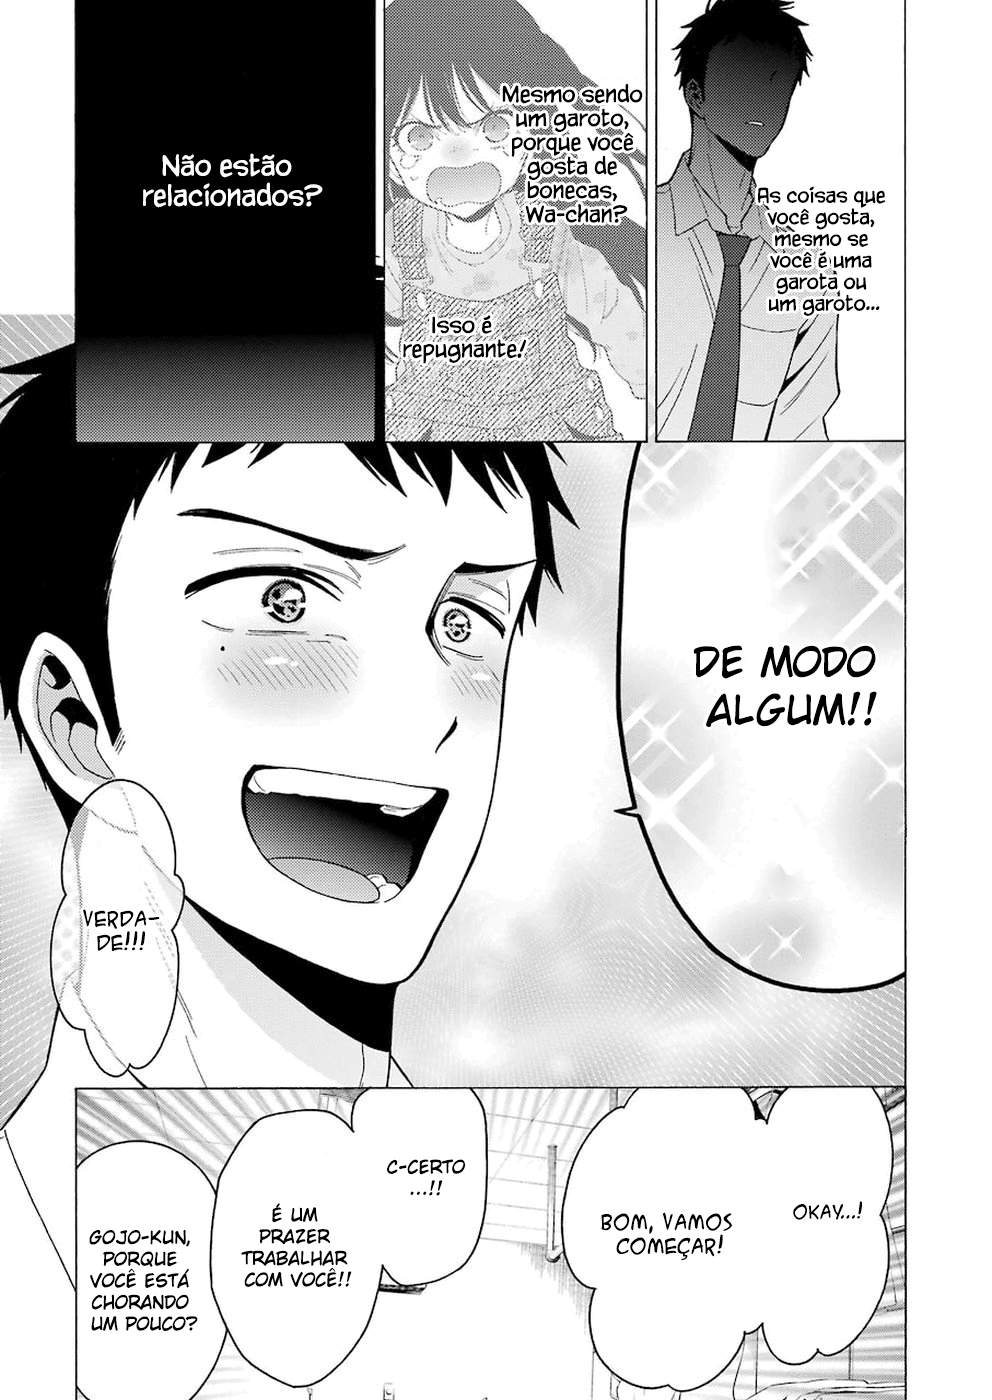 As coisas que
você gosta,
mesmo se
você é uma
garota ou
um garoto...
Mesmo sendo
um garoto,
porque você
gosta de
bonecas,
Wa-chan?
Isso é
repugnante!
Não estão
relacionados?
DE MODO
ALGUM!!
VERDA-
DE!!!
OKAY...!
BOM, VAMOS
COMEÇAR!
C-CERTO
...!!
É UM
PRAZER
TRABALHAR
COM VOCÊ!!
GOJO-KUN,
PORQUE
VOCÊ ESTÁ
CHORANDO
UM POUCO?